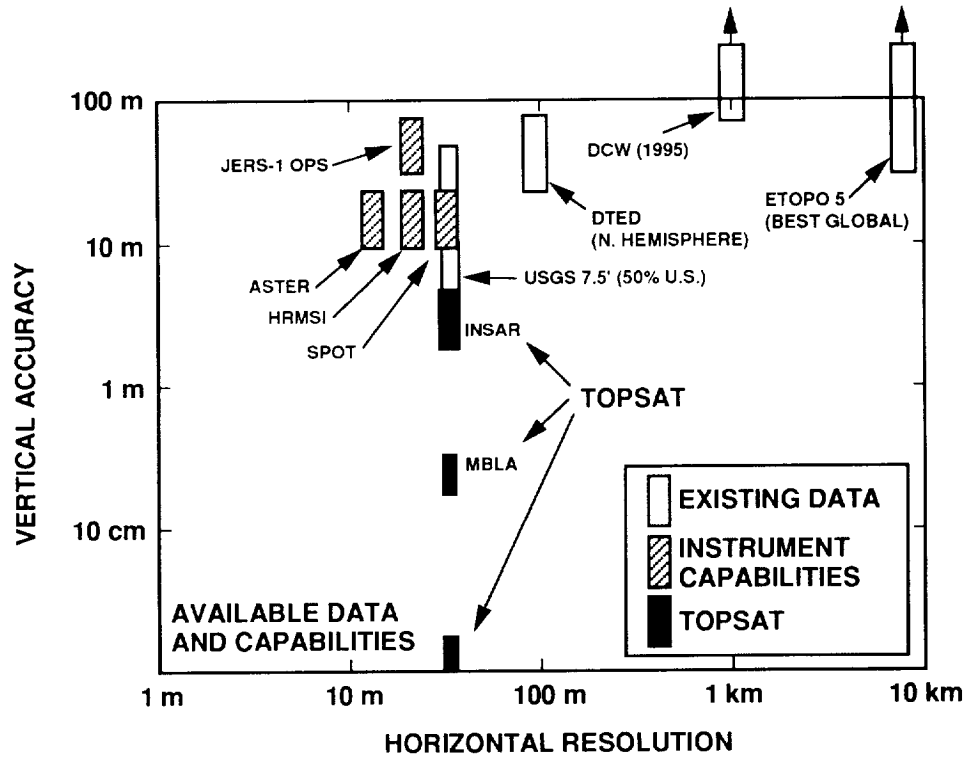 100 m
10 m
1 m
10 cm
VERTICAL ACCURACY
JERS-1 OPS
ASTER
HRMSI
SPOT
DTED
(N. HEMISPHERE)
DCW (1995)
ETOPO 5
(BEST GLOBAL)
USGS 7.5' (50% U.S.)
INSAR
TOPSAT
MBLA
EXISTING DATA
INSTRUMENT
CAPABILITIES
TOPSAT
AVAILABLE DATA
AND CAPABILITIES
1 m
10 m
100 m
1 km
10 km
HORIZONTAL RESOLUTION